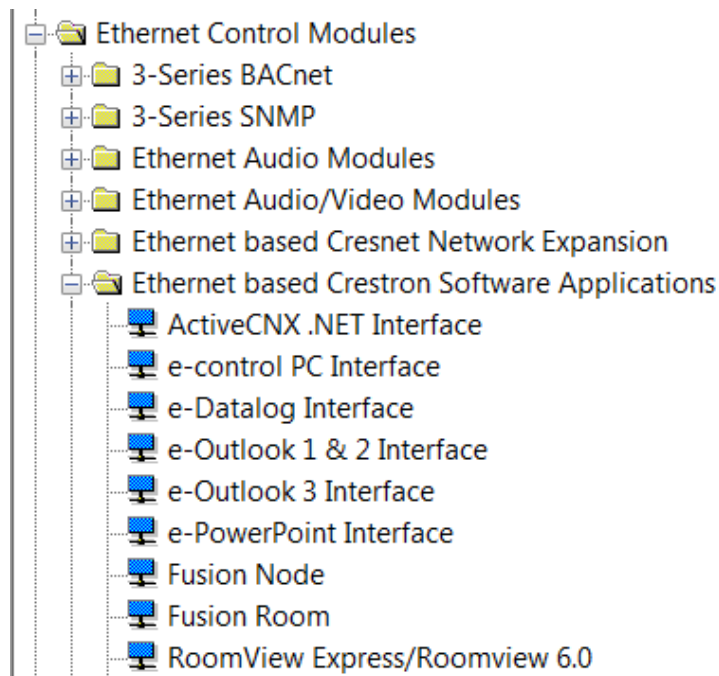 Ethernet Control Modules
3-Series BACnet
3-Series SNMP
Ethernet Audio Modules
Ethernet Audio/Video Modules
Ethernet based Cresnet Network Expansion
Ethernet based Crestron Software Applications
ActiveCNX .NET Interface
e-control PC Interface
e-Datalog Interface
e-Outlook 1 & 2 Interface
e-Outlook 3 Interface
e-PowerPoint Interface
Fusion Node
Fusion Room
RoomView Express/Roomview 6.0